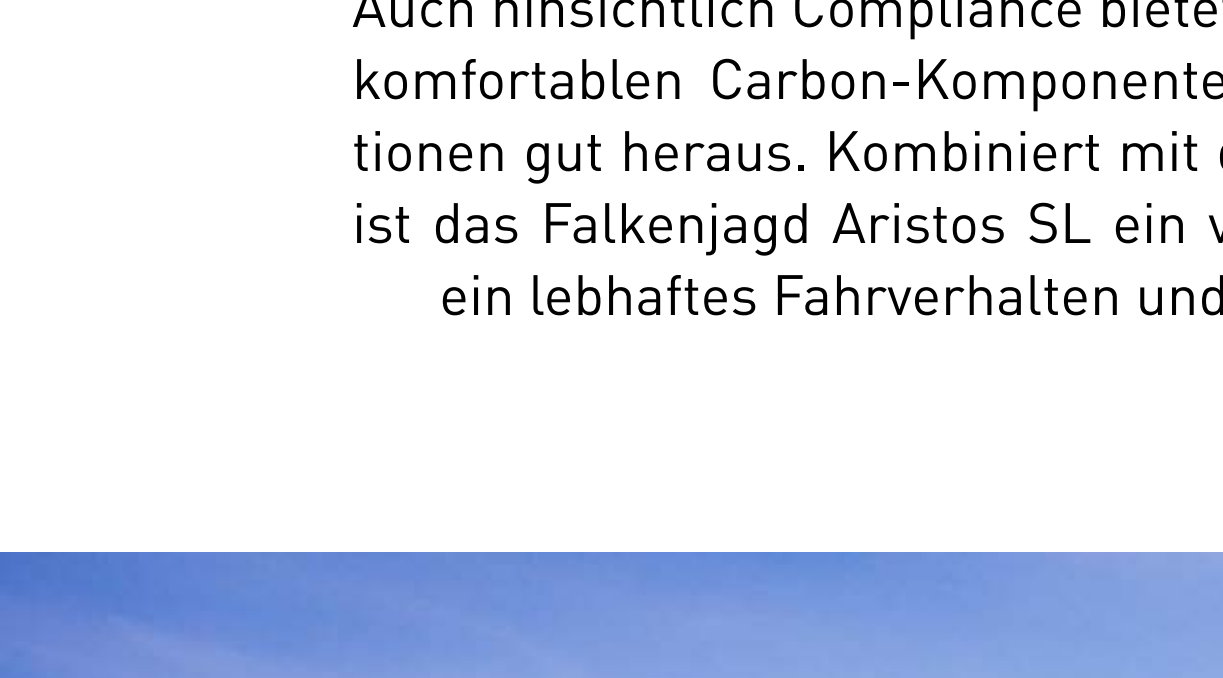 Auch hinsichtlich Compliance
komfortablen Carbon-Komponente
tionen gut heraus. Kombiniert mit
ist das Falkenjagd Aristos SL ein
ein lebhaftes Fahrverhalten und